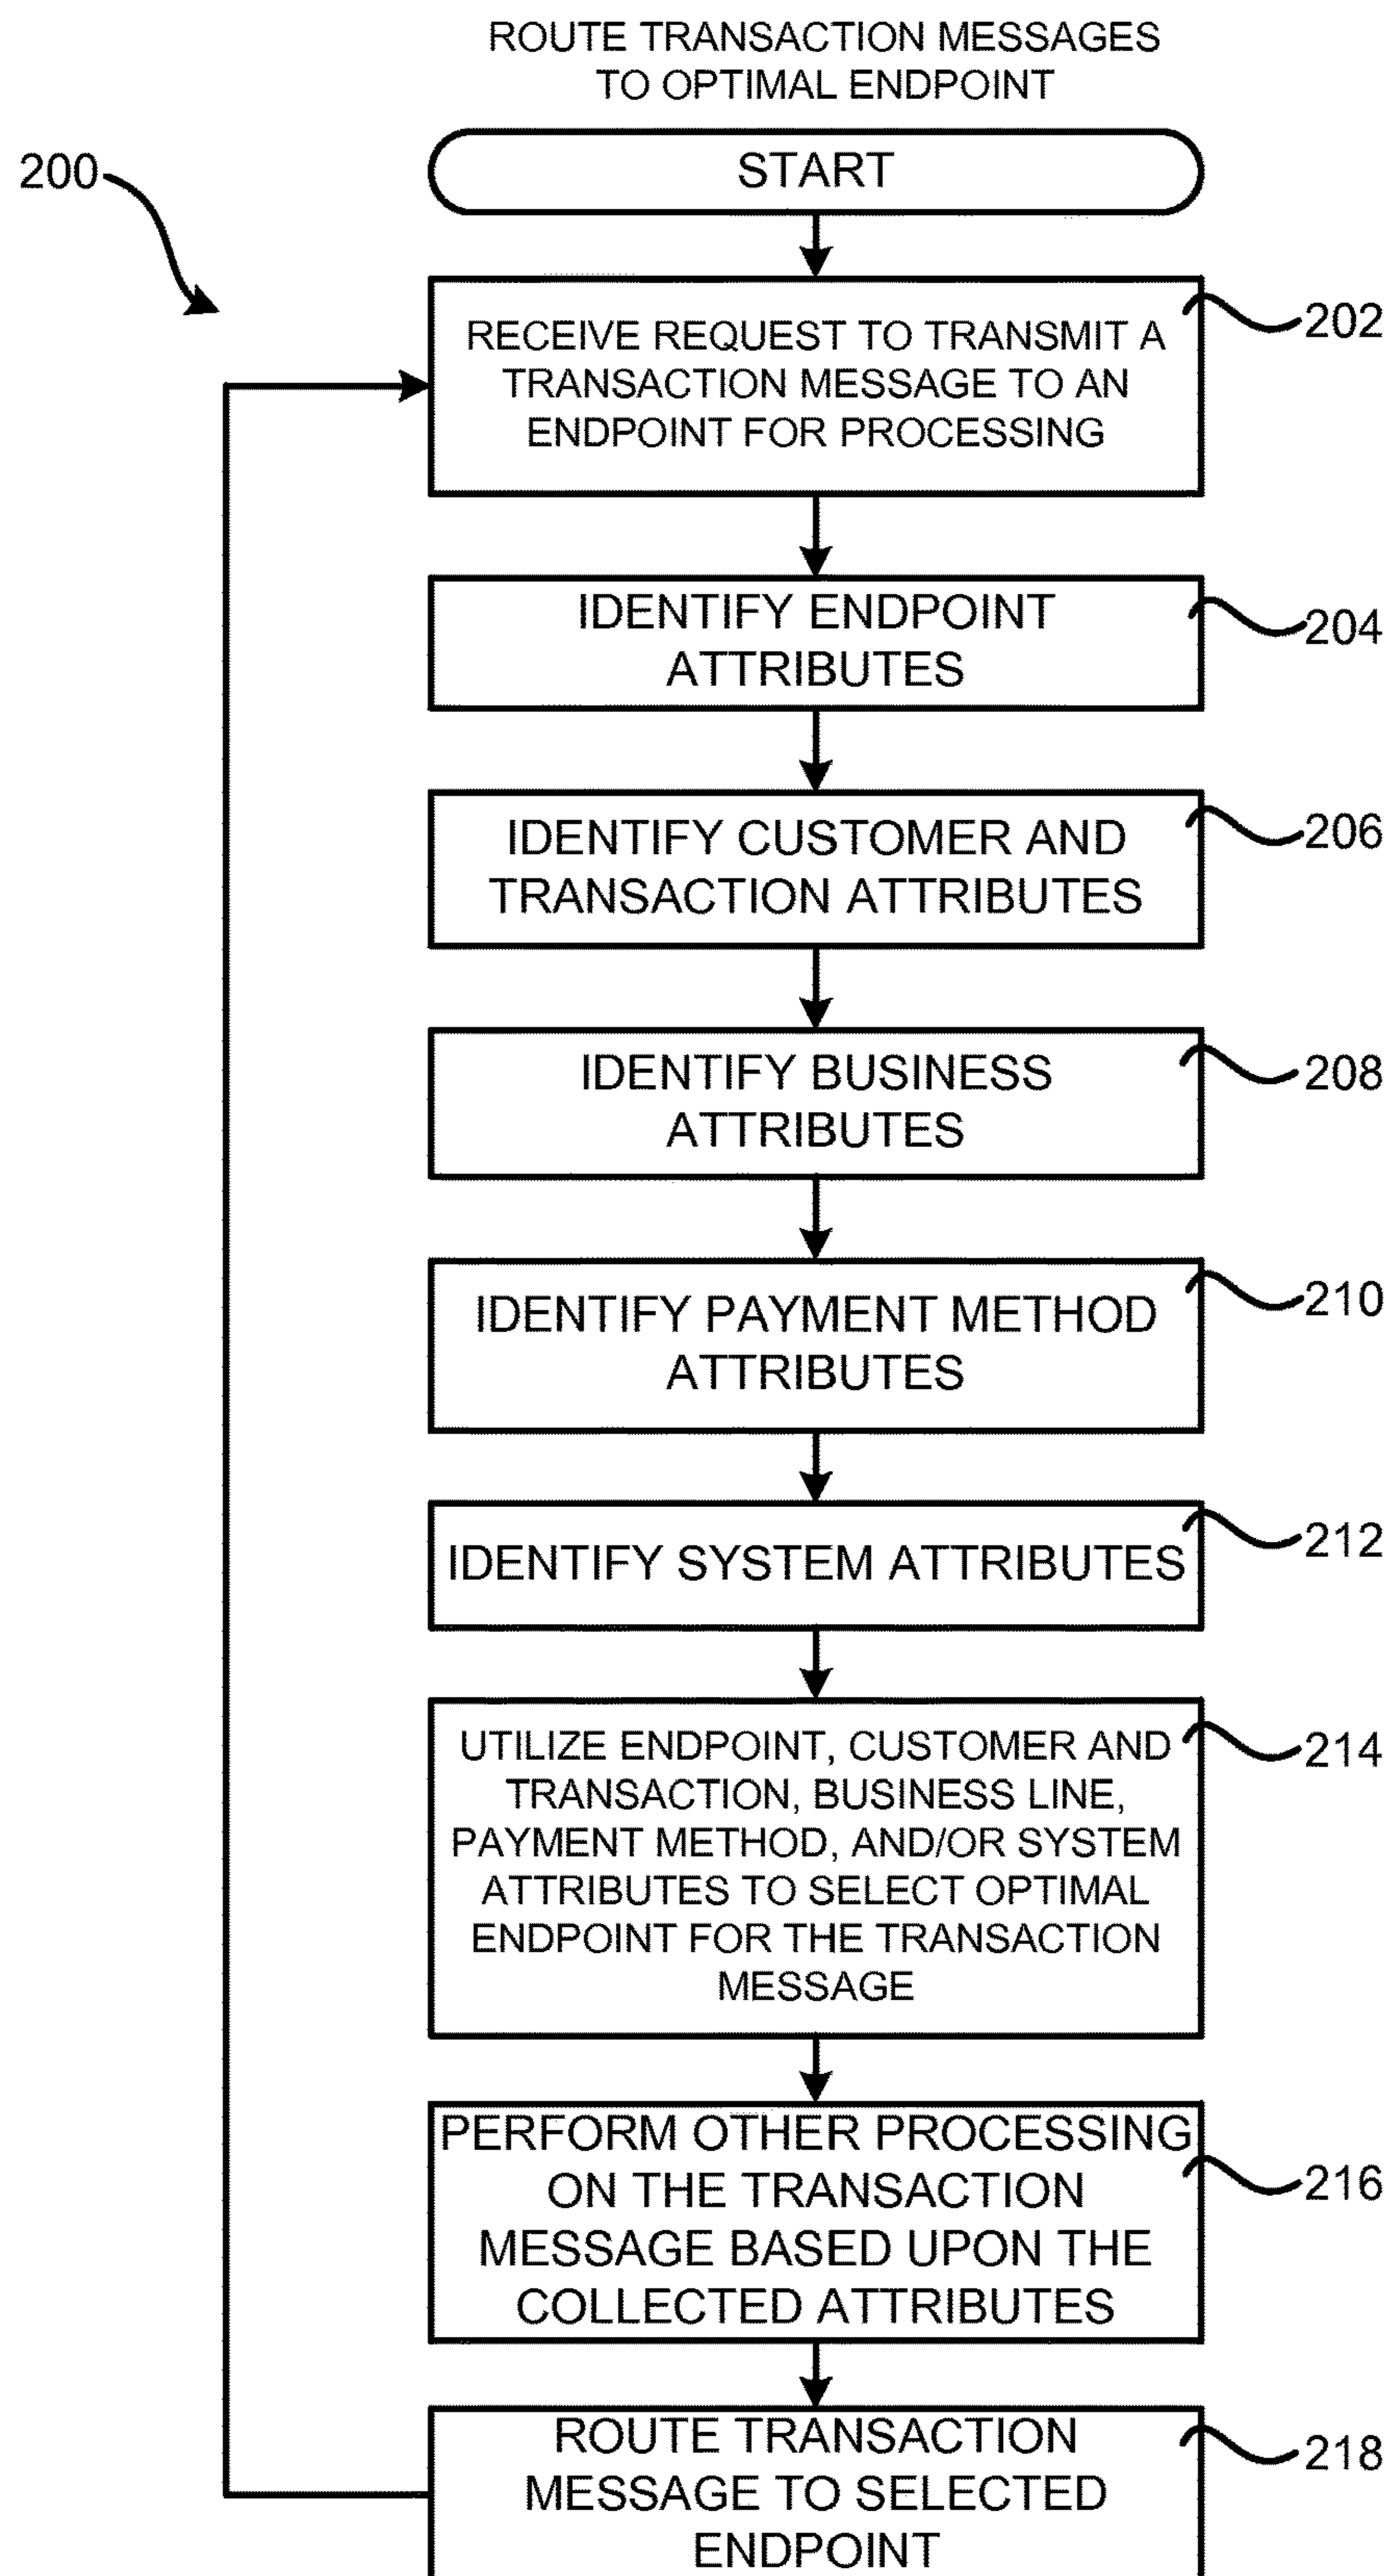 ROUTE TRANSACTION MESSAGES
TO OPTIMAL ENDPOINT
START
200
RECEIVE REQUEST TO TRANSMIT A
TRANSACTION MESSAGE TO AN
ENDPOINT FOR PROCESSING
202
IDENTIFY ENDPOINT
ATTRIBUTES
204
IDENTIFY CUSTOMER AND
TRANSACTION ATTRIBUTES
206
IDENTIFY BUSINESS
ATTRIBUTES
208
IDENTIFY PAYMENT METHOD
ATTRIBUTES
210
IDENTIFY SYSTEM ATTRIBUTES
212
UTILIZE ENDPOINT, CUSTOMER AND
TRANSACTION, BUSINESS LINE,
PAYMENT METHOD, AND/OR SYSTEM
ATTRIBUTES TO SELECT OPTIMAL
ENDPOINT FOR THE TRANSACTION
MESSAGE
214
PERFORM OTHER PROCESSING
ON THE TRANSACTION
MESSAGE BASED UPON THE
COLLECTED ATTRIBUTES
216
ROUTE TRANSACTION
MESSAGE TO SELECTED
ENDPOINT
218